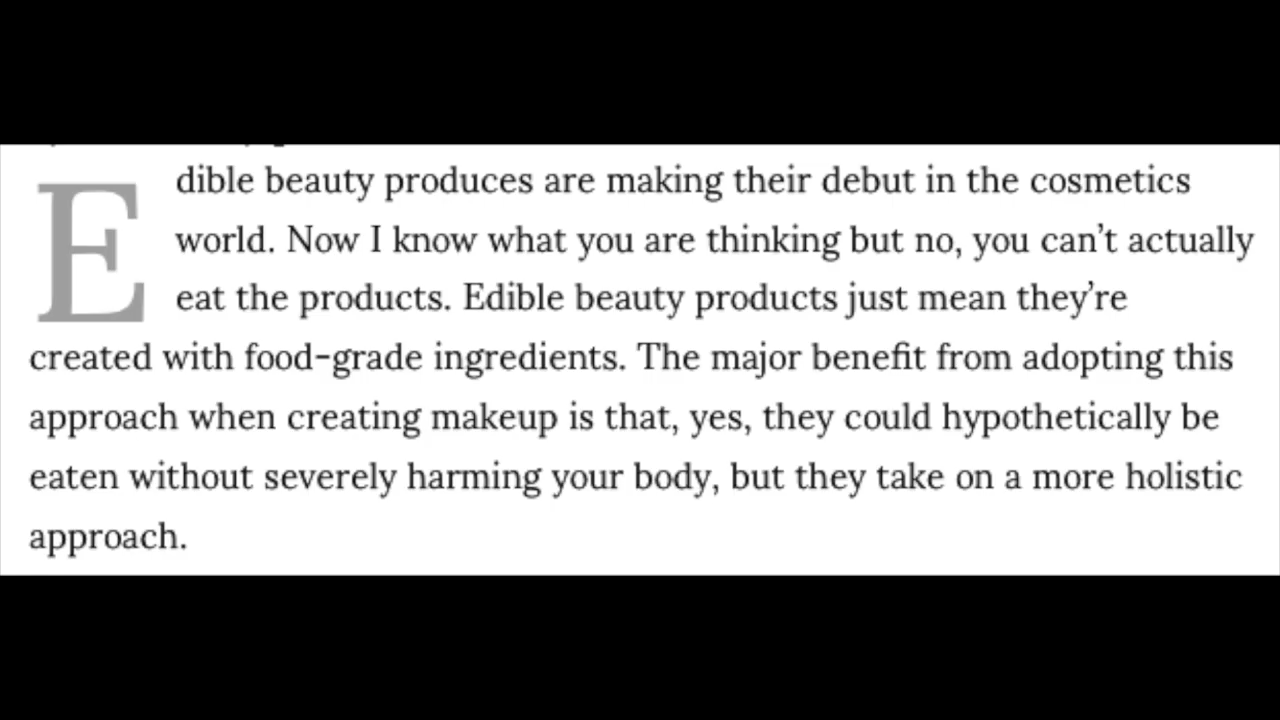 Edible beauty produces are making their debut in the cosmetics
world. Now I know what you are thinking but no, you can’t actually
eat the products. Edible beauty products just mean they’re
created with food-grade ingredients. The major benefit from adopting this
approach when creating makeup is that, yes, they could hypothetically be
eaten without severely harming your body, but they take on a more holistic
approach.